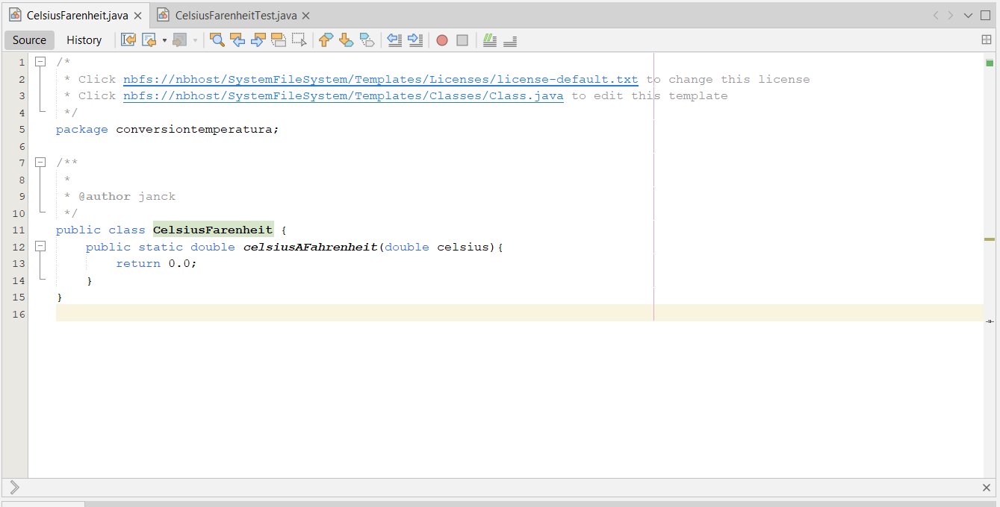 CelsiusFarenheit.java
CelsiusFarenheitTest.java
Source
History
1 /*
2 * Click nbfs://nbhost/SystemFileSystem/Templates/Licenses/license-default.txt to change this license
3 * Click nbfs://nbhost/SystemFileSystem/Templates/Classes/Class.java to edit this template
4 */
5 package conversiontemperatura;
6
7 /**
8 *
9 * @author janck
10 */
11 public class CelsiusFarenheit {
12 public static double celsiusAFahrenheit(double celsius){
13 return 0.0;
14 }
15 }
16